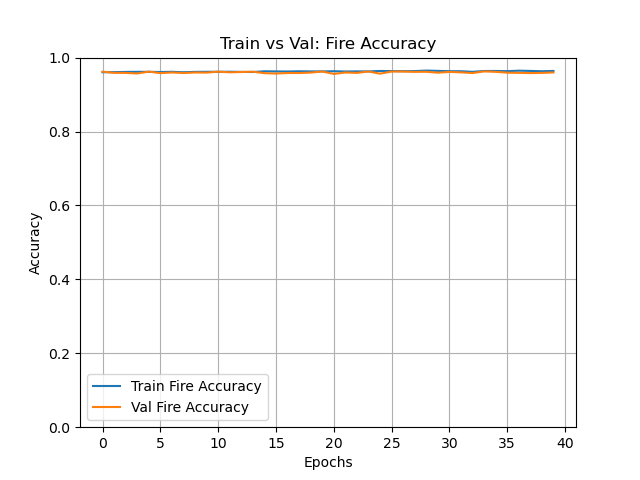 Train vs Val: Fire Accuracy
1.0
0.8
0.6
0.4
0.2
0.0
Accuracy
Train Fire Accuracy
Val Fire Accuracy
0 5 10 15 20 25 30 35 40
Epochs